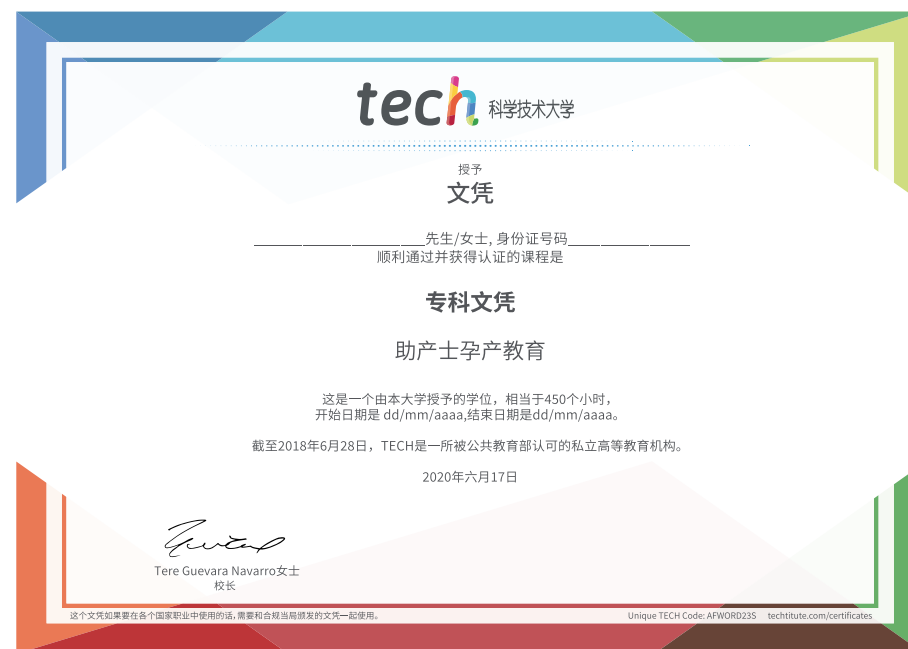 tech 科学技术大学
授予
文凭
____________________先生/女士, 身份证号码______________
顺利通过并获得认证的课程是
专科文凭
助产士孕产教育
这是一个由本大学授予的学位，相当于450个小时，
开始日期是 dd/mm/aaaa,结束日期是dd/mm/aaaa。
截至2018年6月28日，TECH是一所被公共教育部认可的私立高等教育机构。
2020年六月17日
Tere Guevara Navarro女士
校长
这个文凭如果要在各个国家职业中使用的话,需要和合规当局颁发的文凭一起使用。
Unique TECH Code: AFWORD23S techtitute.com/certificates